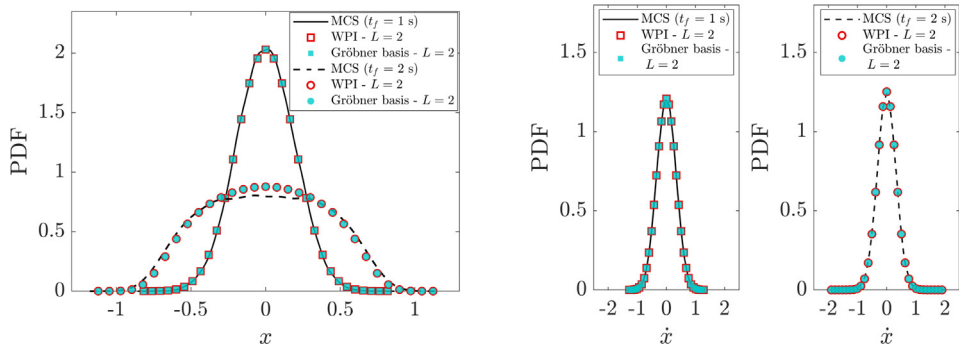 MCS (t_f = 1 s)
WPI - L = 2
Gröbner basis - L = 2
MCS (t_f = 2 s)
WPI - L = 2
Gröbner basis - L = 2
2
1.5
1
0.5
0
PDF
-1 -0.5 0 0.5 1
x
MCS (t_f = 1 s)
WPI - L = 2
Gröbner basis -
L = 2
1.5
1
0.5
0
PDF
-2 -1 0 1 2
ẋ
MCS (t_f = 2 s)
WPI - L = 2
Gröbner basis -
L = 2
1.5
1
0.5
0
PDF
-2 -1 0 1 2
ẋ